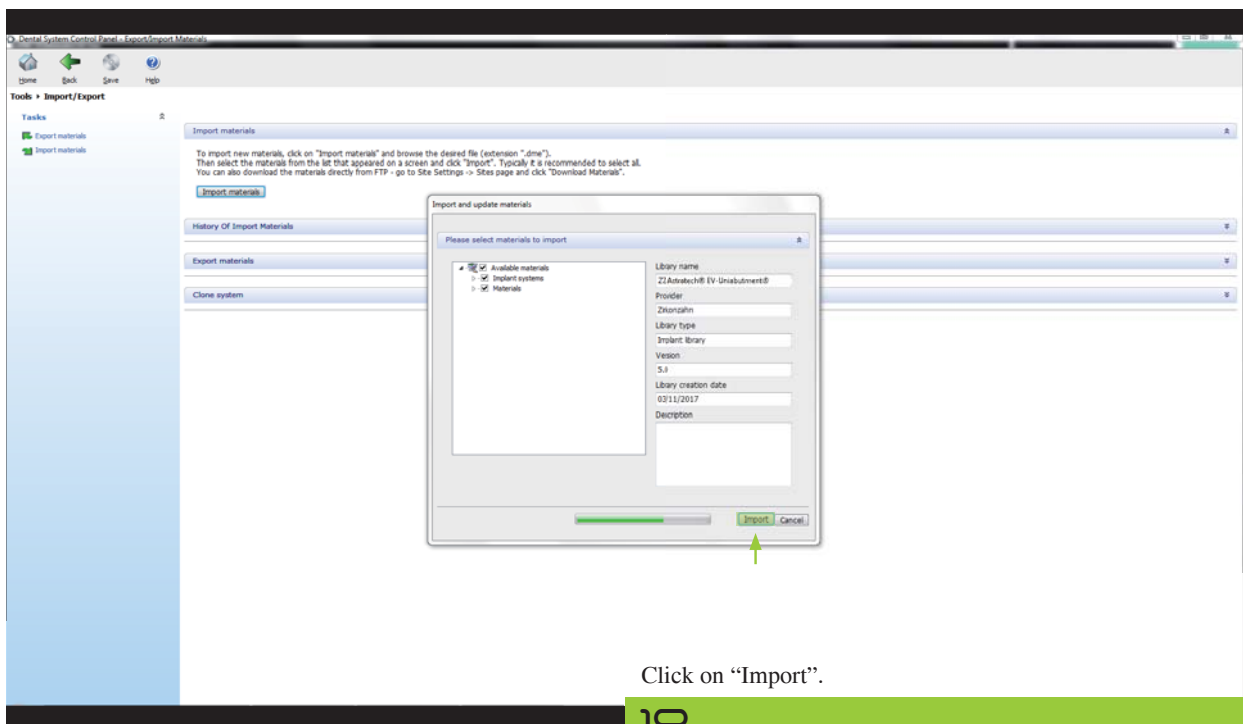 Dental System Control Panel - Export/Import Materials
Home Back Save Help
Tools ▸ Import/Export
Tasks
Export materials
Import materials
Import materials
To import new materials, click on "Import materials" and browse the desired file (extension ".dme").
Then select the materials from the list that appeared on a screen and click "Import". Typically it is recommended to select all.
You can also download the materials directly from FTP - go to Site Settings -> Sites page and click "Download Materials".
Import materials
History Of Import Materials
Export materials
Clone system
Import and update materials
Please select materials to import
Available materials
Implant systems
Materials
Library name
ZZAstratech® EV-Uniabutment®
Provider
Zirkonzahn
Library type
Implant library
Version
Library creation date
03/11/2017
Description
Import Cancel
Click on “Import”.